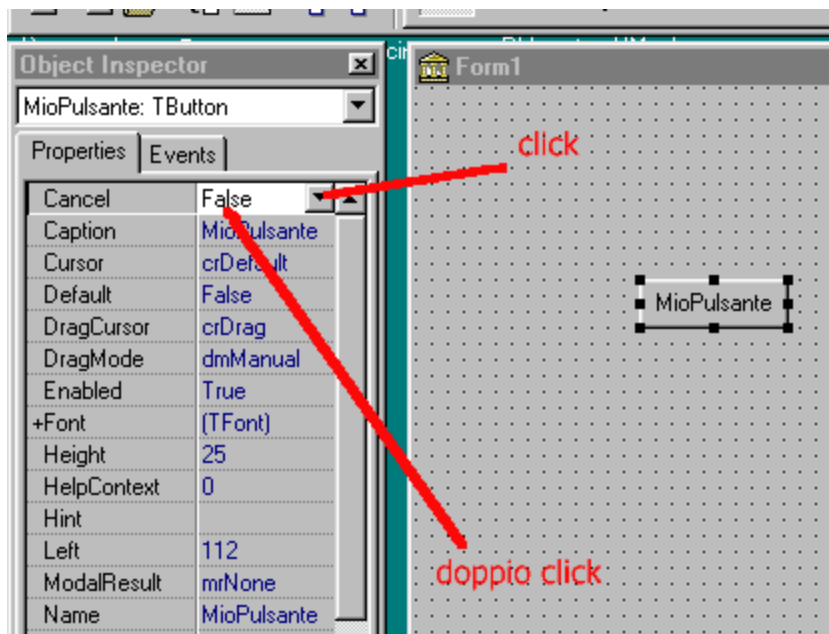 Object Inspector
MioPulsante: TButton
Properties Events
Cancel False
Caption MioPulsante
Cursor crDefault
Default False
DragCursor crDrag
DragMode dmManual
Enabled True
+Font (TFont)
Height 25
HelpContext 0
Hint
Left 112
ModalResult mrNone
Name MioPulsante
Form1
click
MioPulsante
doppio click